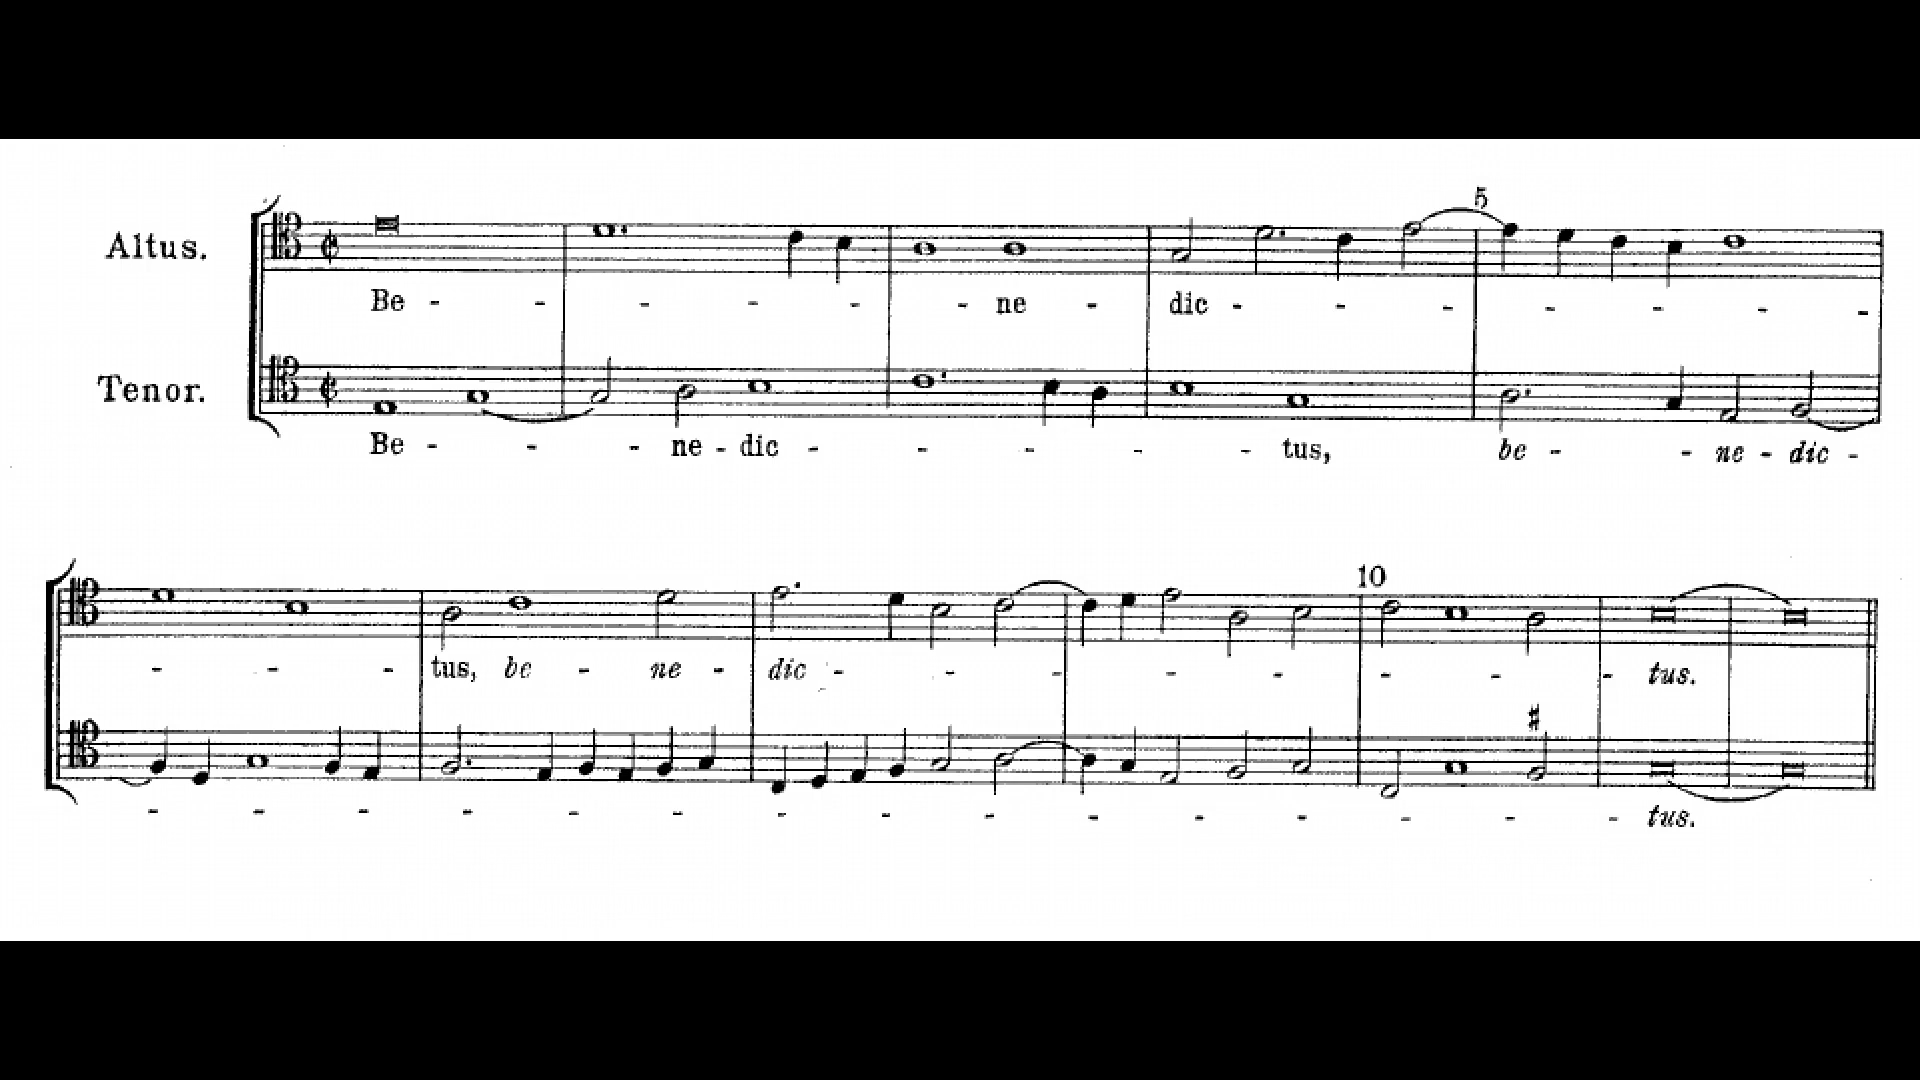 5
Altus.
Be - - - - - ne - dic - - - - - - -
Tenor.
Be - - - ne - dic - - - - - tus, be - - ne - dic -
10
- - - tus, be - ne - dic - - - - - - - - tus.
♯
- - - - - - - - - - - - - - - tus.